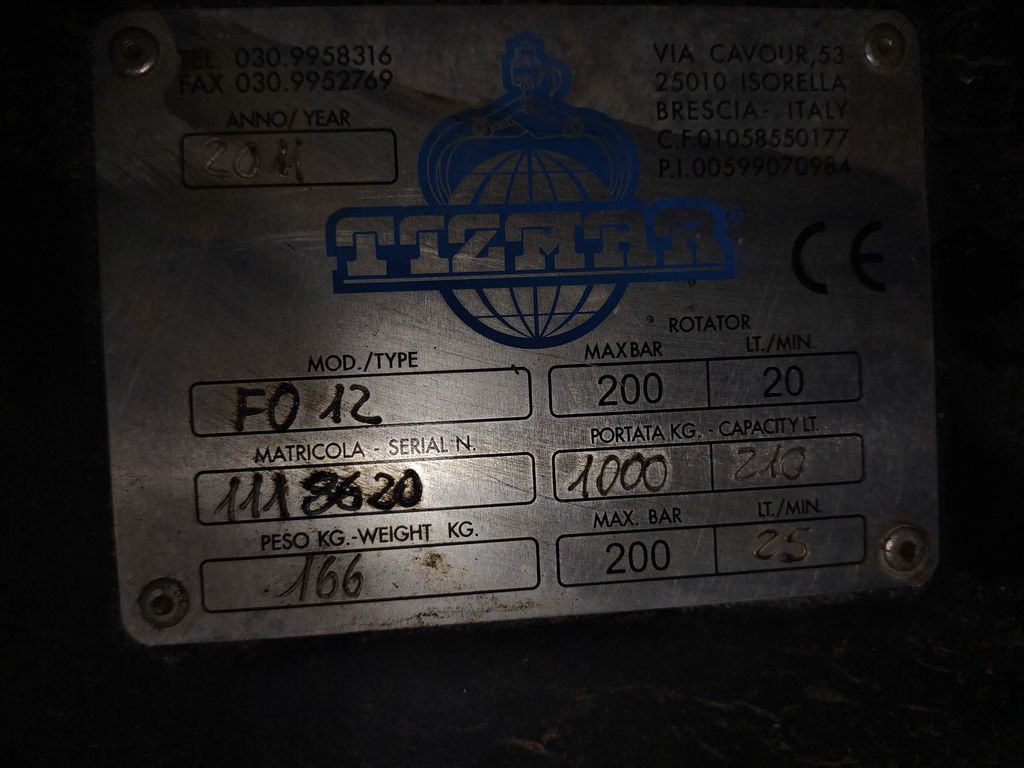 TEL. 030.9958316
FAX 030.9952769
VIA CAVOUR,53
25010 ISORELLA
BRESCIA - ITALY
C.F.01058550177
P.I.00599070984
ANNO/YEAR
2011
TIZMAR®
CE
ROTATOR
MOD./TYPE
FO 12
MAX BAR LT./MIN.
200 20
MATRICOLA - SERIAL N.
111 3620
PORTATA KG. - CAPACITY LT.
1000 210
PESO KG.-WEIGHT KG.
166
MAX. BAR LT./MIN.
200 25